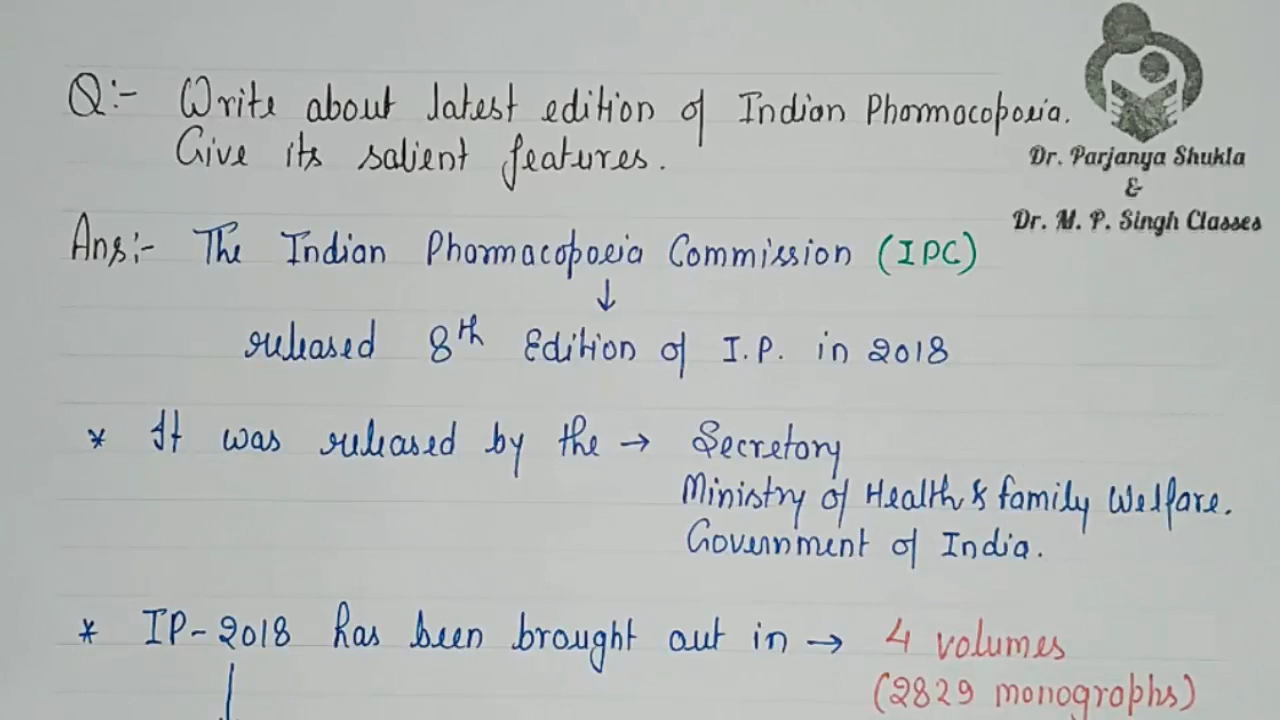 Q:- Write about latest edition of Indian Pharmacopoeia.
Give its salient features.
Dr. Parjanya Shukla
&
Dr. M. P. Singh Classes
Ans:- The Indian Pharmacopoeia Commission (IPC)
↓
released 8th Edition of I.P. in 2018
* It was released by the → Secretory
Ministry of Health & family Welfare.
Government of India.
* IP-2018 has been brought out in → 4 volumes
(2829 monographs)